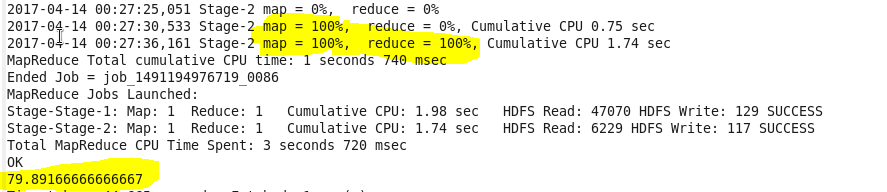 2017-04-14 00:27:25,051 Stage-2 map = 0%,  reduce = 0%
2017-04-14 00:27:30,533 Stage-2 map = 100%,  reduce = 0%, Cumulative CPU 0.75 sec
2017-04-14 00:27:36,161 Stage-2 map = 100%,  reduce = 100%, Cumulative CPU 1.74 sec
MapReduce Total cumulative CPU time: 1 seconds 740 msec
Ended Job = job_1491194976719_0086
MapReduce Jobs Launched:
Stage-Stage-1: Map: 1  Reduce: 1   Cumulative CPU: 1.98 sec   HDFS Read: 47070 HDFS Write: 129 SUCCESS
Stage-Stage-2: Map: 1  Reduce: 1   Cumulative CPU: 1.74 sec   HDFS Read: 6229 HDFS Write: 117 SUCCESS
Total MapReduce CPU Time Spent: 3 seconds 720 msec
OK
79.89166666666667